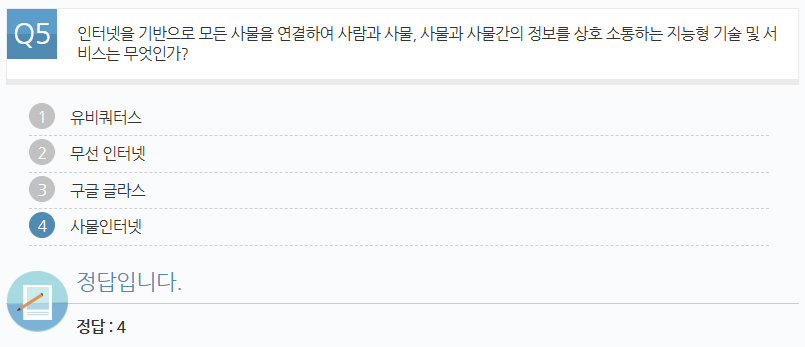 Q5
인터넷을 기반으로 모든 사물을 연결하여 사람과 사물, 사물과 사물간의 정보를 상호 소통하는 지능형 기술 및 서
비스는 무엇인가?
1 유비쿼터스
2 무선 인터넷
3 구글 글라스
4 사물인터넷
정답입니다.
정답 : 4